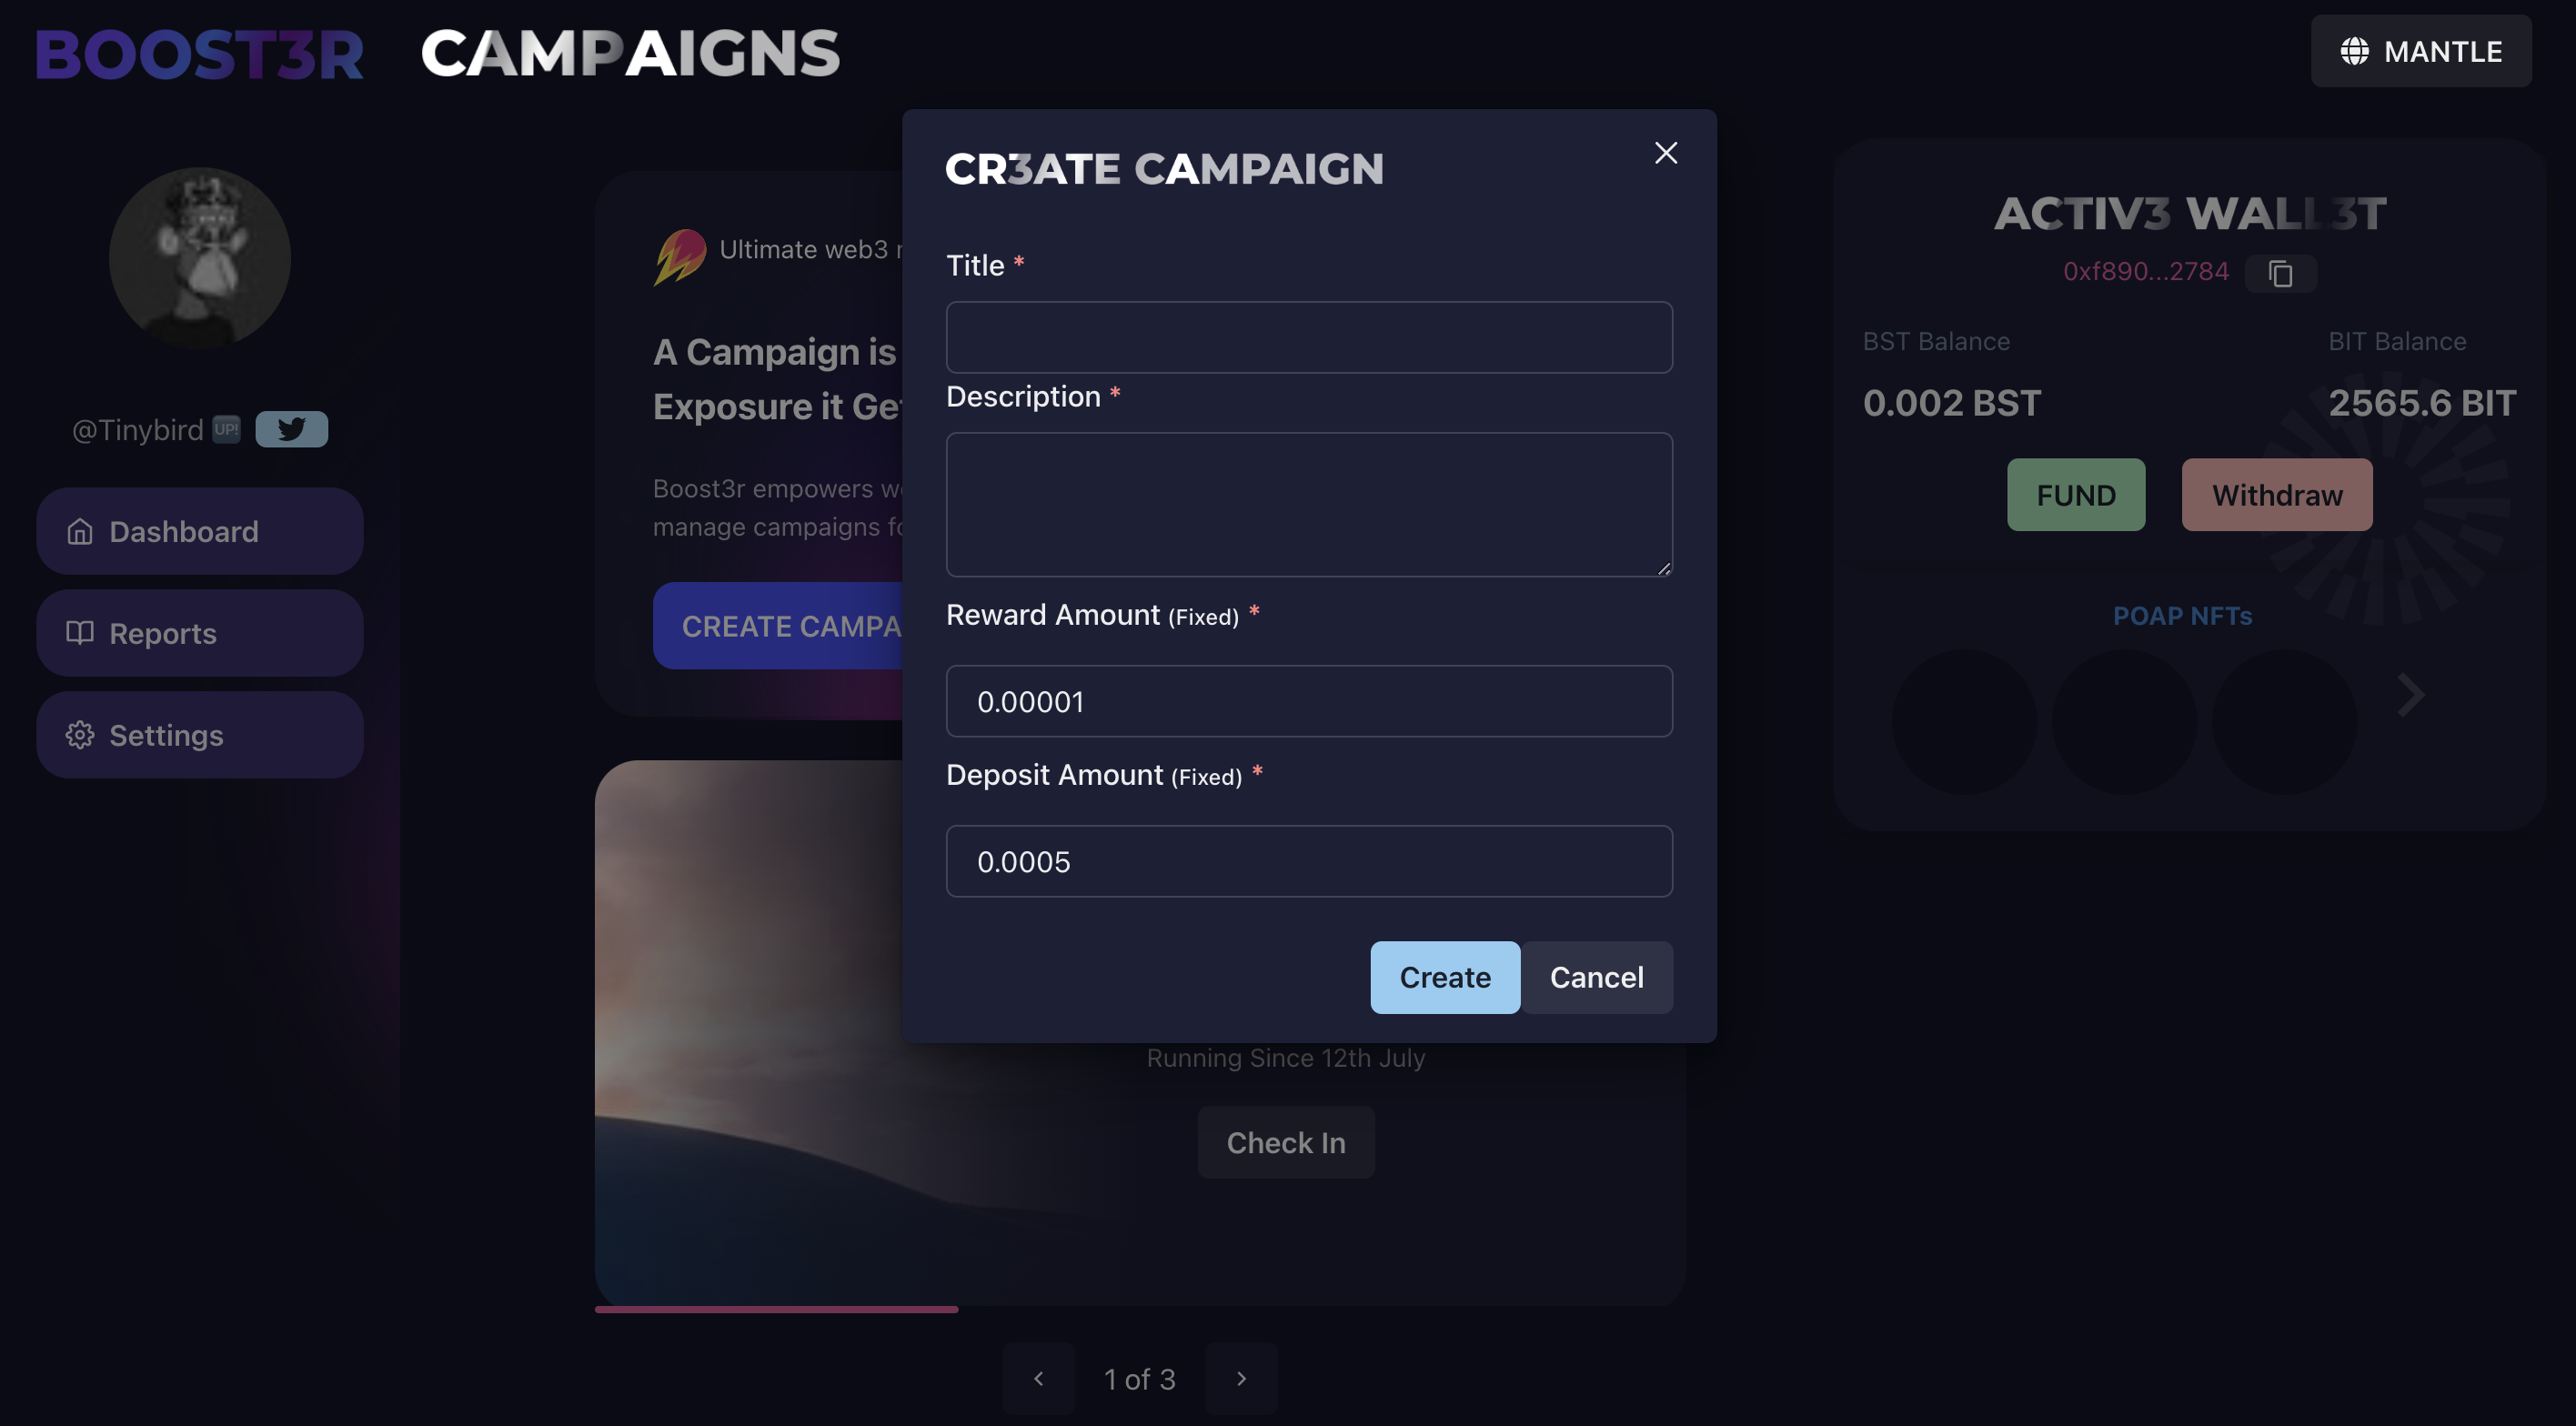 BOOST3R
CAMPAIGNS
MANTLE
@Tinybird UP!
Dashboard
Reports
Settings
Ultimate web3
A Campaign is
Exposure it
Boost3r empowers
manage campaigns
CREATE
CR3ATE CAMPAIGN
Title *
Description *
Reward Amount (Fixed) *
0.00001
Deposit Amount (Fixed) *
0.0005
Create
Cancel
Running Since 12th July
Check In
1 of 3
ACTIV3 WALL3T
0xf890...2784
BST Balance
BIT Balance
0.002 BST
2565.6 BIT
FUND
Withdraw
POAP NFTs